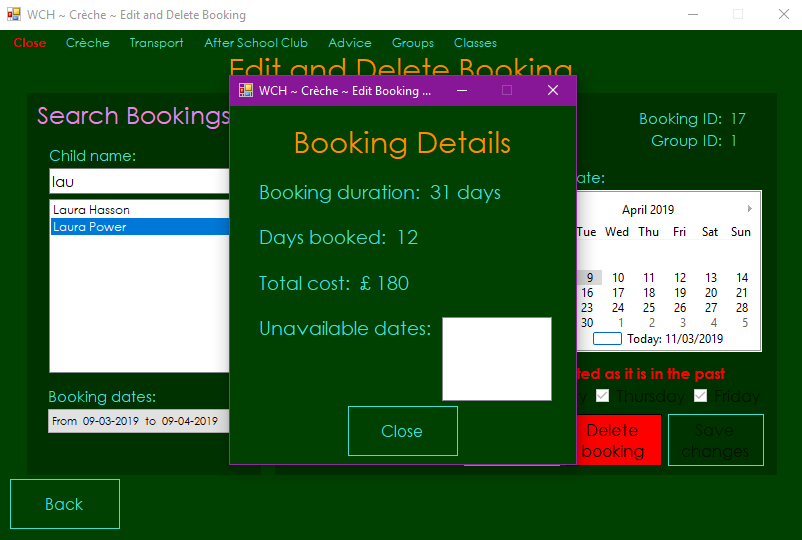 WCH ~ Crèche ~ Edit and Delete Booking
Close Crèche Transport After School Club Advice Groups Classes
Edit and Delete Booking
Search Bookings
Child name:
lau
Laura Hasson
Laura Power
Booking dates:
From 09-03-2019 to 09-04-2019
Back
WCH ~ Crèche ~ Edit Booking ...
Booking Details
Booking duration: 31 days
Days booked: 12
Total cost: £ 180
Unavailable dates:
Close
Booking ID: 17
Group ID: 1
ate:
April 2019
Tue Wed Thu Fri Sat Sun
9 10 11 12 13 14
16 17 18 19 20 21
23 24 25 26 27 28
30 1 2 3 4 5
Today: 11/03/2019
ted as it is in the past
y Thursday Friday
Delete booking
Save changes